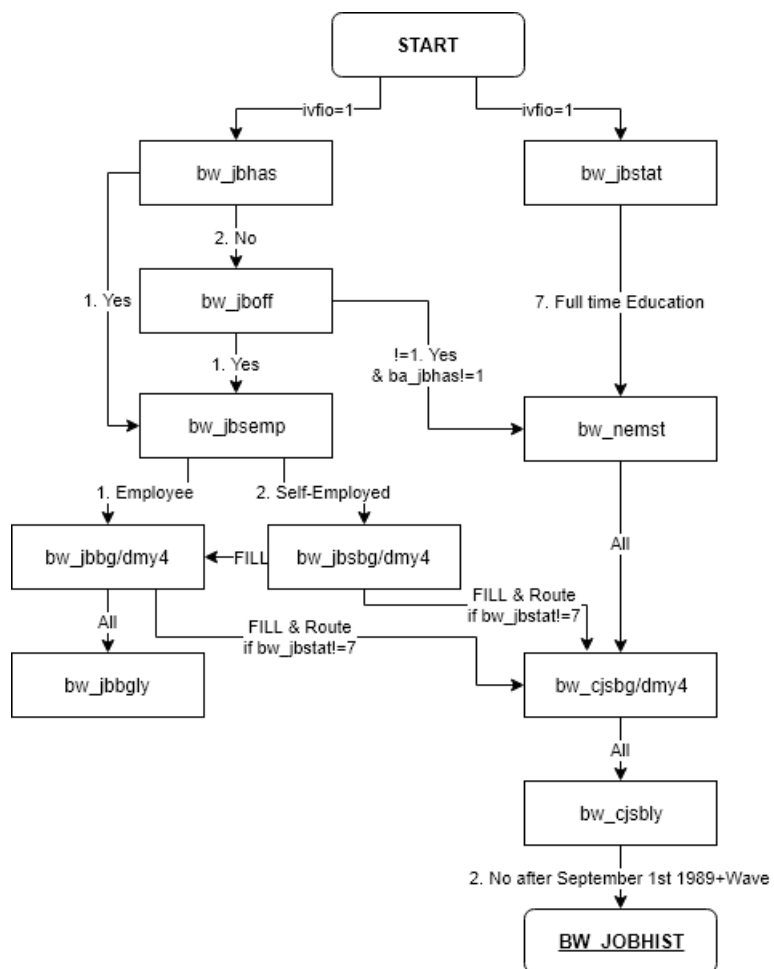 START
ivfio=1
ivfio=1
bw_jbhas
bw_jbstat
2. No
1. Yes
bw_jboff
7. Full time Education
!=1. Yes
& ba_jbhas!=1
1. Yes
bw_jbsemp
bw_nemst
1. Employee
2. Self-Employed
bw_jbbg/dmy4
FILL
bw_jbsbg/dmy4
All
FILL & Route
if bw_jbstat!=7
All
FILL & Route
if bw_jbstat!=7
bw_jbbgly
bw_cjsbg/dmy4
All
bw_cjsbly
2. No after September 1st 1989+Wave
BW_JOBHIST